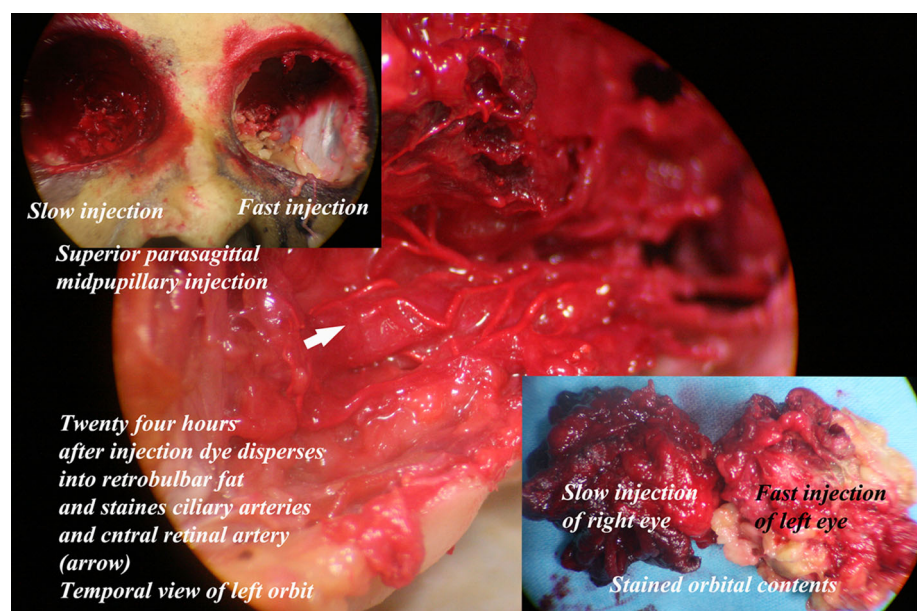 Slow injection
Fast injection
Superior parasagittal
midpupillary injection
Twenty four hours
after injection dye disperses
into retrobulbar fat
and staines ciliary arteries
and cntral retinal artery
(arrow)
Temporal view of left orbit
Slow injection
of right eye
Fast injection
of left eye
Stained orbital contents